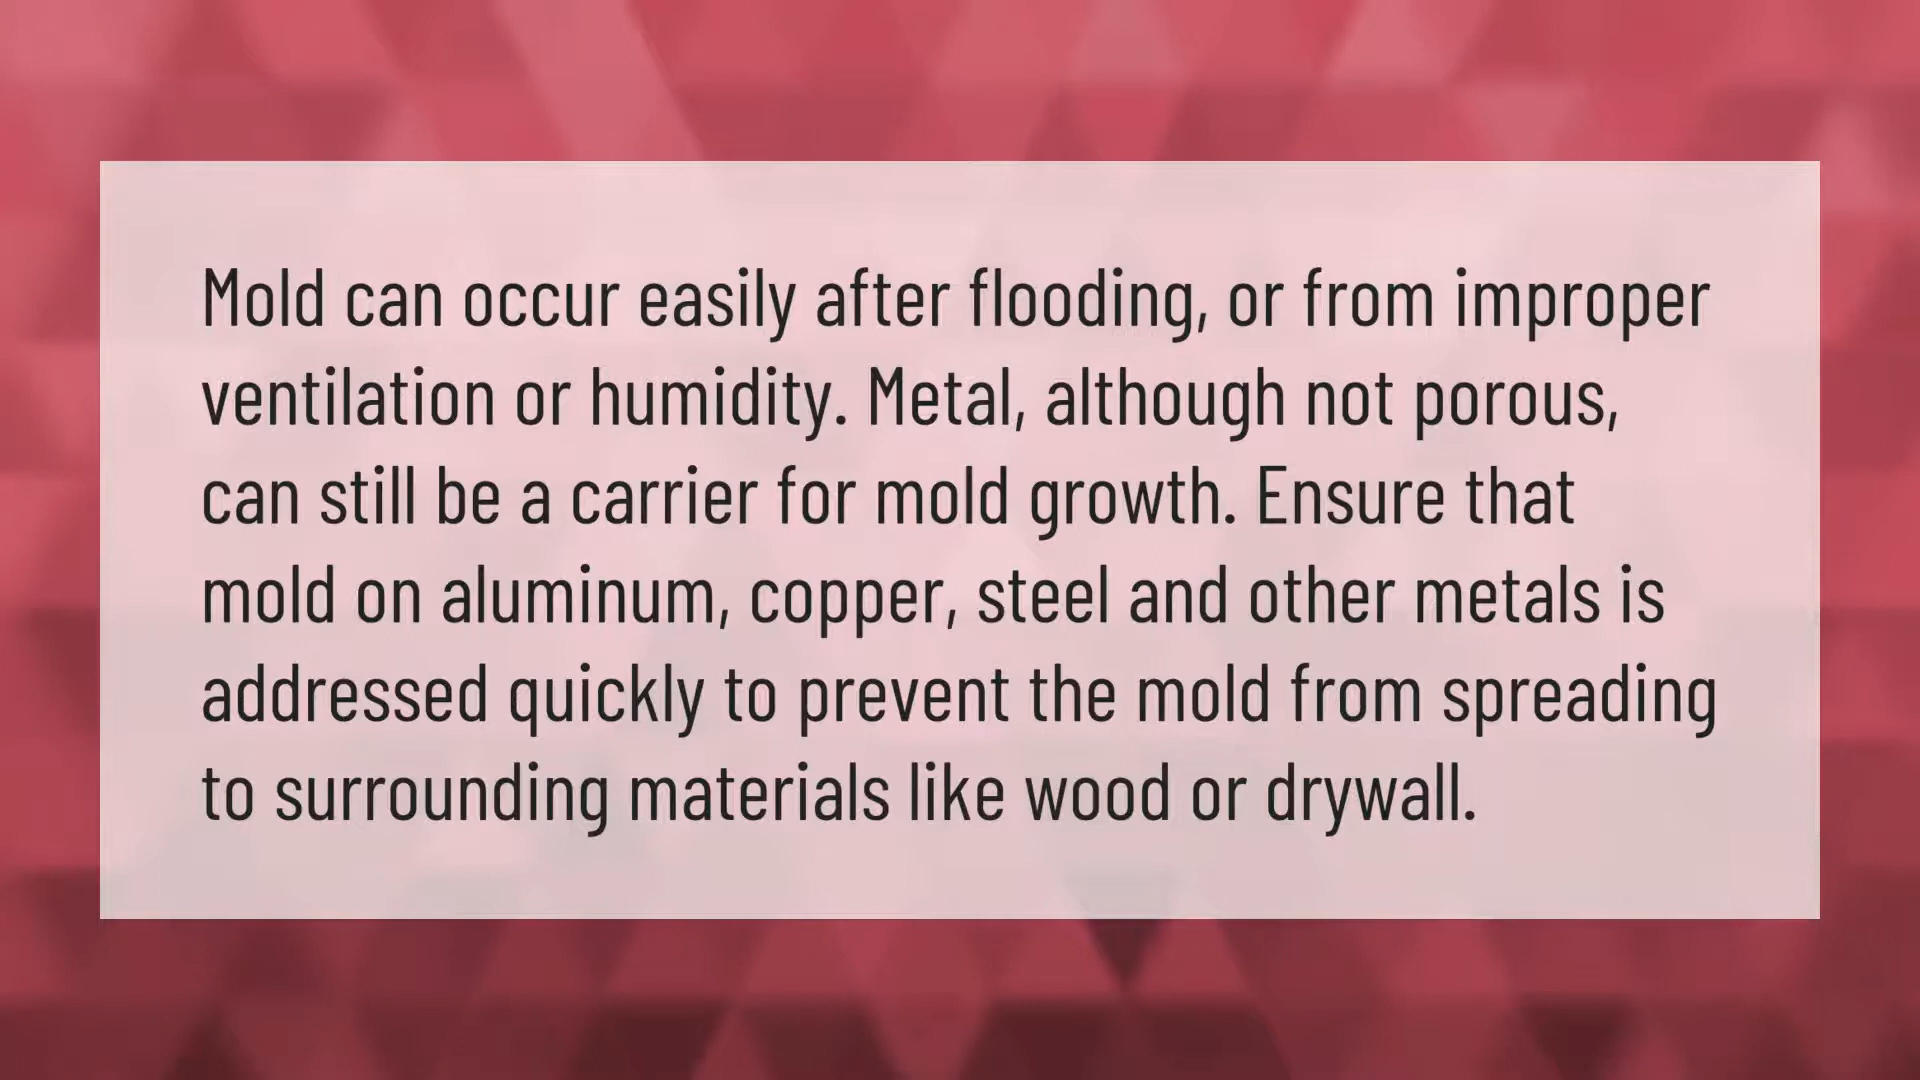 Mold can occur easily after flooding, or from improper
ventilation or humidity. Metal, although not porous,
can still be a carrier for mold growth. Ensure that
mold on aluminum, copper, steel and other metals is
addressed quickly to prevent the mold from spreading
to surrounding materials like wood or drywall.